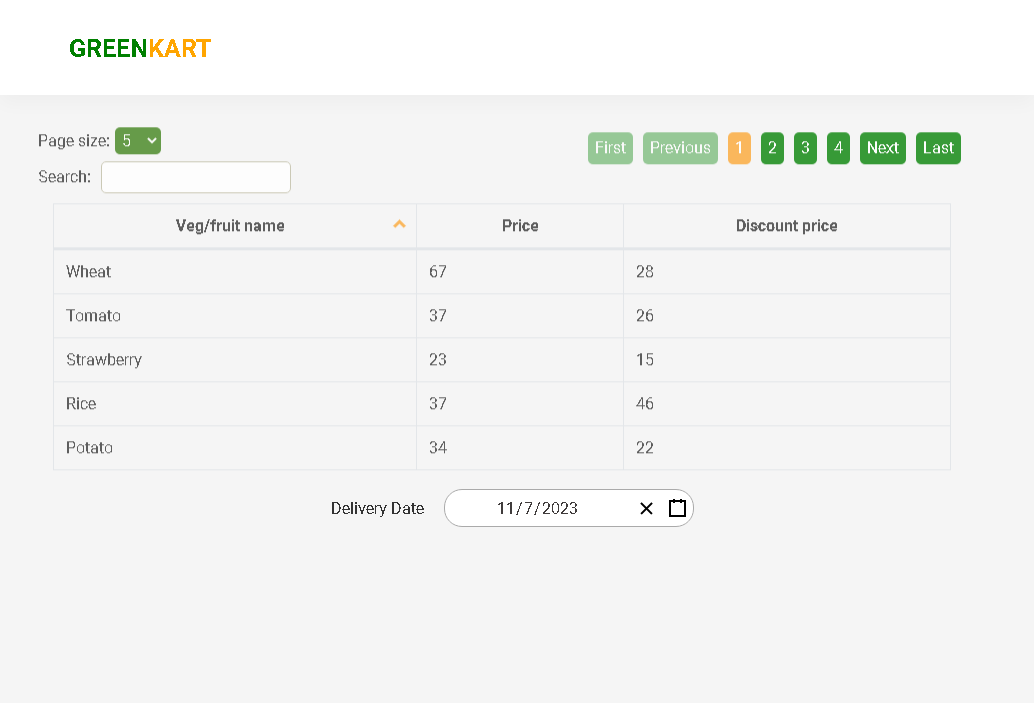 GREENKART
Page size: 5
First Previous 1 2 3 4 Next Last
Search:
Veg/fruit name Price Discount price
Wheat 67 28
Tomato 37 26
Strawberry 23 15
Rice 37 46
Potato 34 22
Delivery Date 11/7/2023